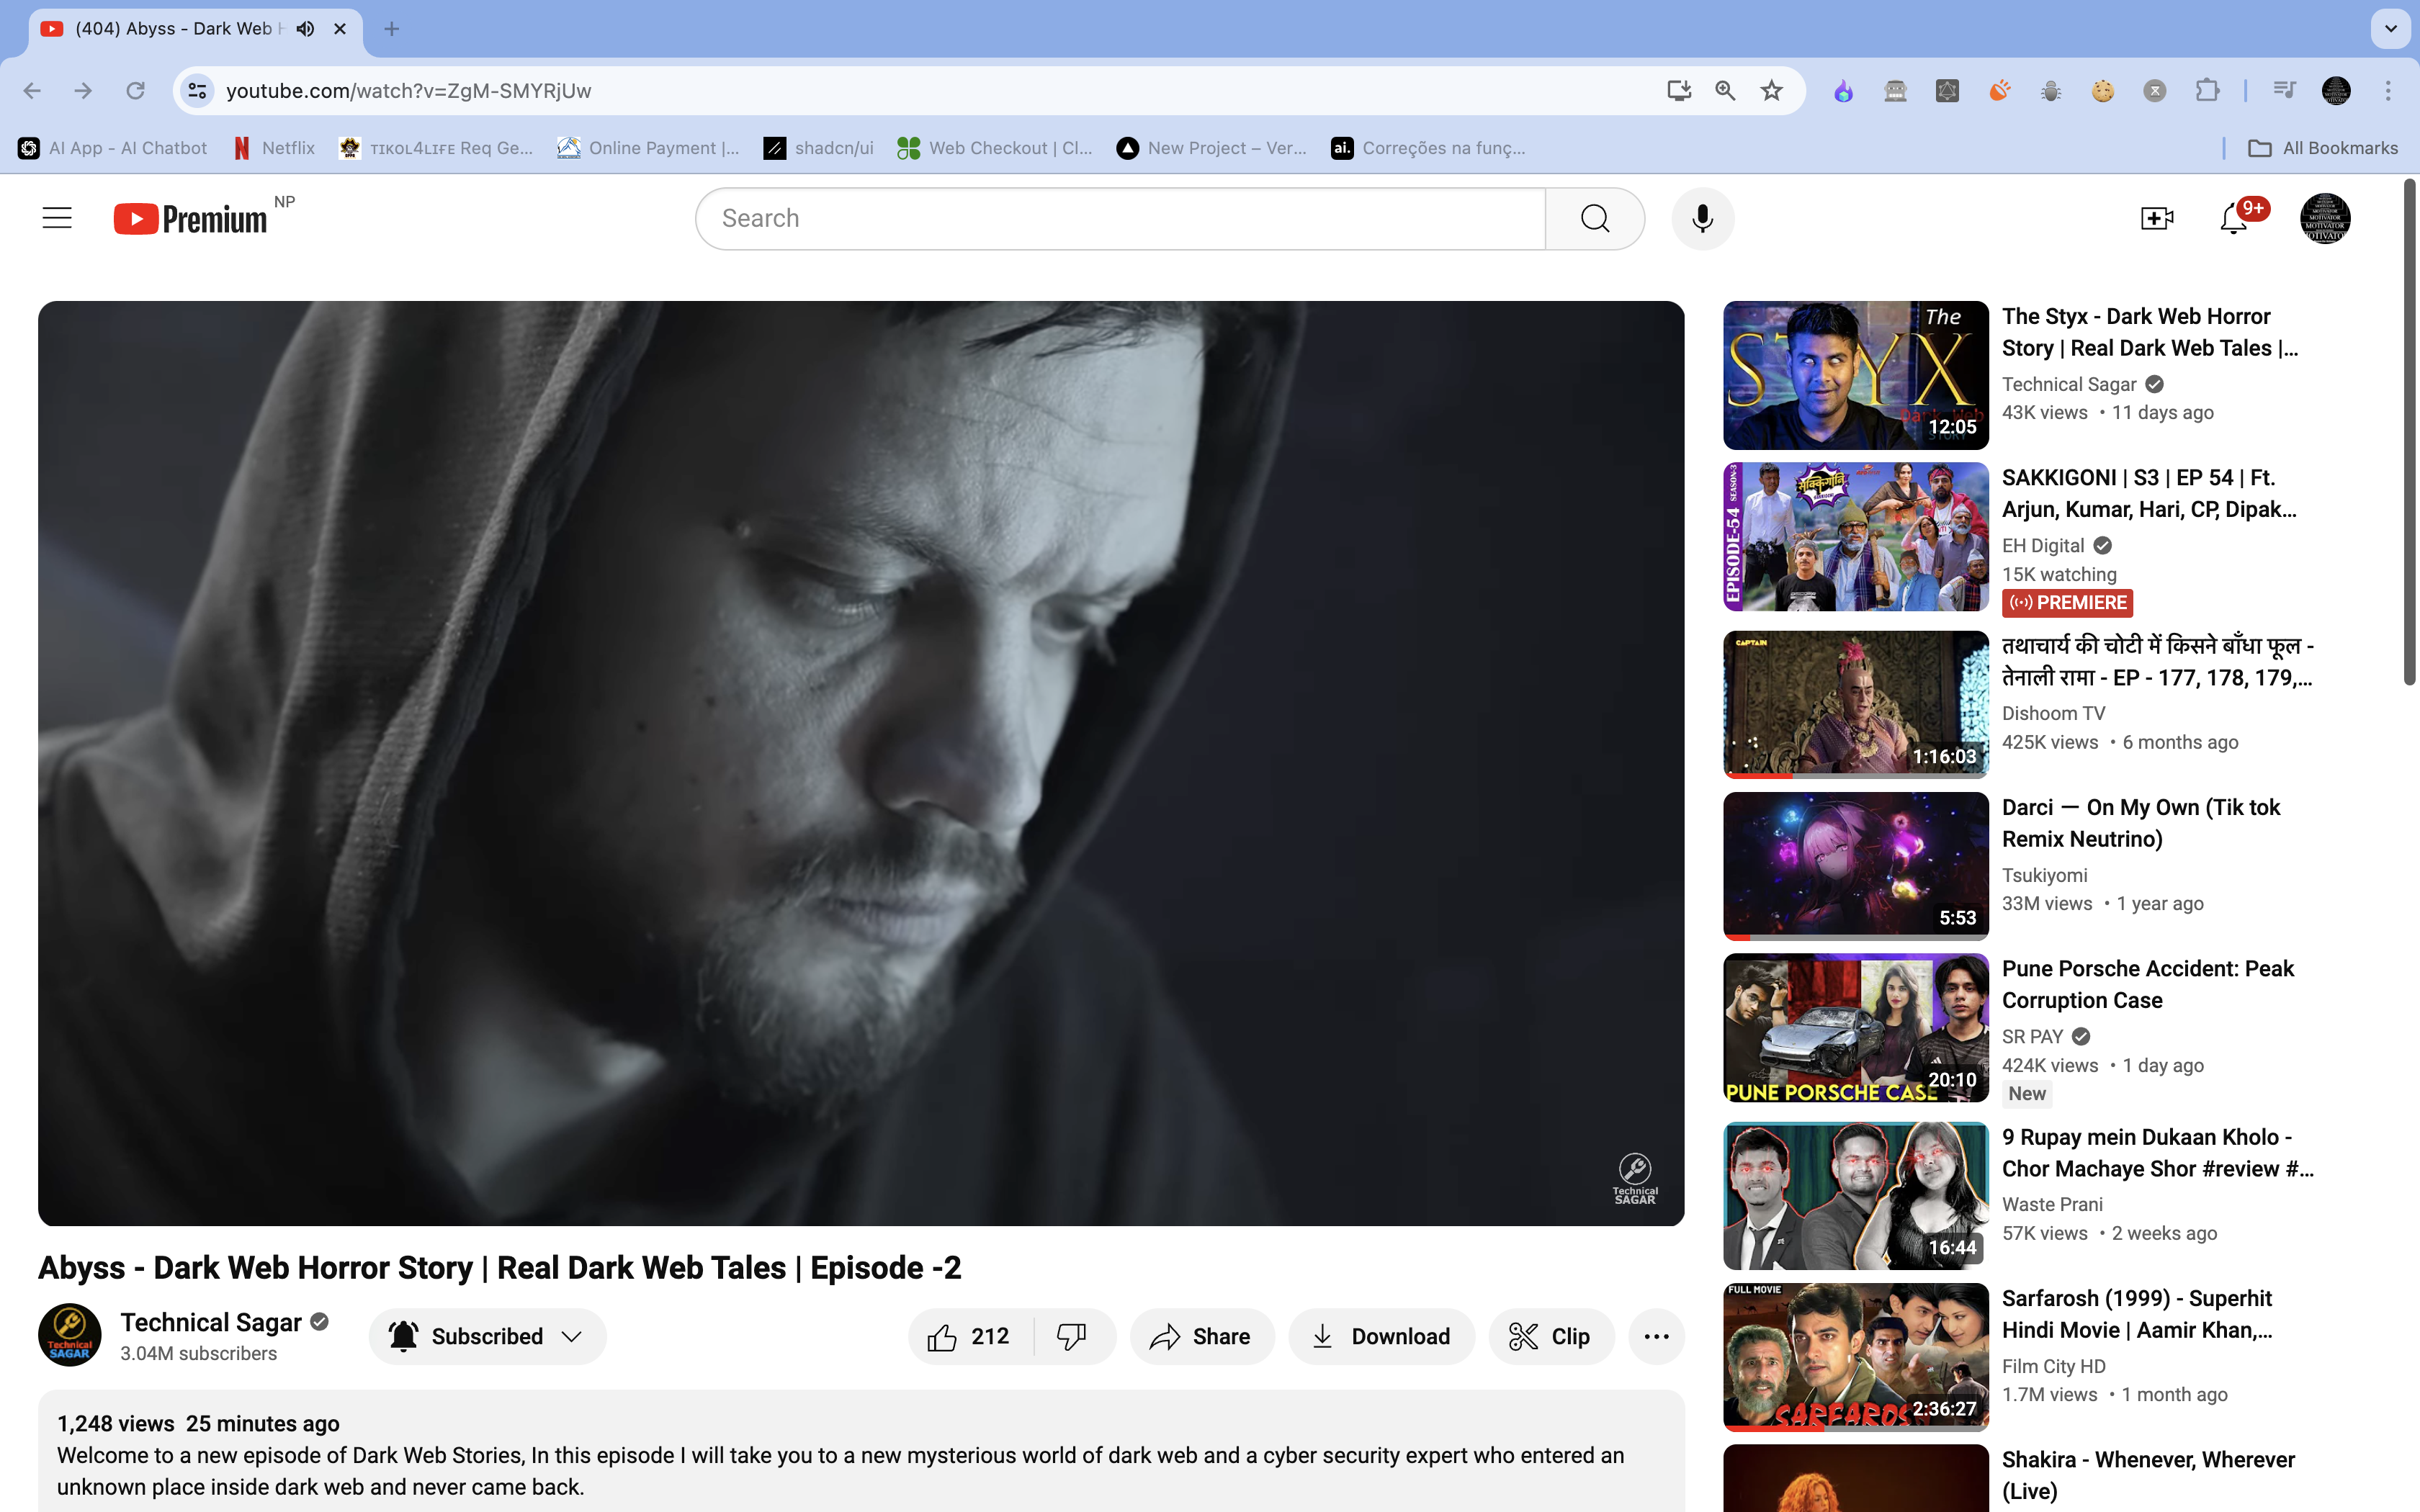 (404) Abyss - Dark Web H
youtube.com/watch?v=ZgM-SMYRjUw
AI App - AI Chatbot
Netflix
ᴛɪᴋᴏʟ4ʟɪꜰᴇ Req Ge...
Online Payment |...
shadcn/ui
Web Checkout | Cl...
New Project – Ver...
ai.
Correções na funç...
All Bookmarks
Premium
NP
Search
9+
Technical
SAGAR
Abyss - Dark Web Horror Story | Real Dark Web Tales | Episode -2
Technical
SAGAR
Technical Sagar
3.04M subscribers
Subscribed
212
Share
Download
Clip
1,248 views 25 minutes ago
Welcome to a new episode of Dark Web Stories, In this episode I will take you to a new mysterious world of dark web and a cyber security expert who entered an
unknown place inside dark web and never came back.
The
STYX
Dark Web
STORY
12:05
The Styx - Dark Web Horror
Story | Real Dark Web Tales |...
Technical Sagar
43K views • 11 days ago
EPISODE-54
SEASON-3
सक्किगोनि
SAKKIGONI | S3 | EP 54 | Ft.
Arjun, Kumar, Hari, CP, Dipak...
EH Digital
15K watching
PREMIERE
CAPTAIN
1:16:03
तथाचार्य की चोटी में किसने बाँधा फूल -
तेनाली रामा - EP - 177, 178, 179,...
Dishoom TV
425K views • 6 months ago
5:53
Darci — On My Own (Tik tok
Remix Neutrino)
Tsukiyomi
33M views • 1 year ago
PUNE PORSCHE CASE
20:10
Pune Porsche Accident: Peak
Corruption Case
SR PAY
424K views • 1 day ago
New
16:44
9 Rupay mein Dukaan Kholo -
Chor Machaye Shor #review #...
Waste Prani
57K views • 2 weeks ago
FULL MOVIE
SARFAROSH
2:36:27
Sarfarosh (1999) - Superhit
Hindi Movie | Aamir Khan,...
Film City HD
1.7M views • 1 month ago
Shakira - Whenever, Wherever
(Live)